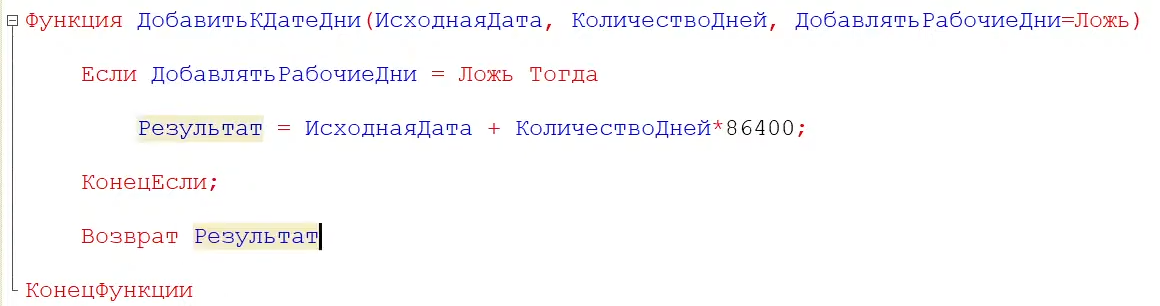 Функция ДобавитьКДатеДни(ИсходнаяДата, КоличествоДней, ДобавлятьРабочиеДни=Ложь)
Если ДобавлятьРабочиеДни = Ложь Тогда
Результат = ИсходнаяДата + КоличествоДней*86400;
КонецЕсли;
Возврат Результат
КонецФункции